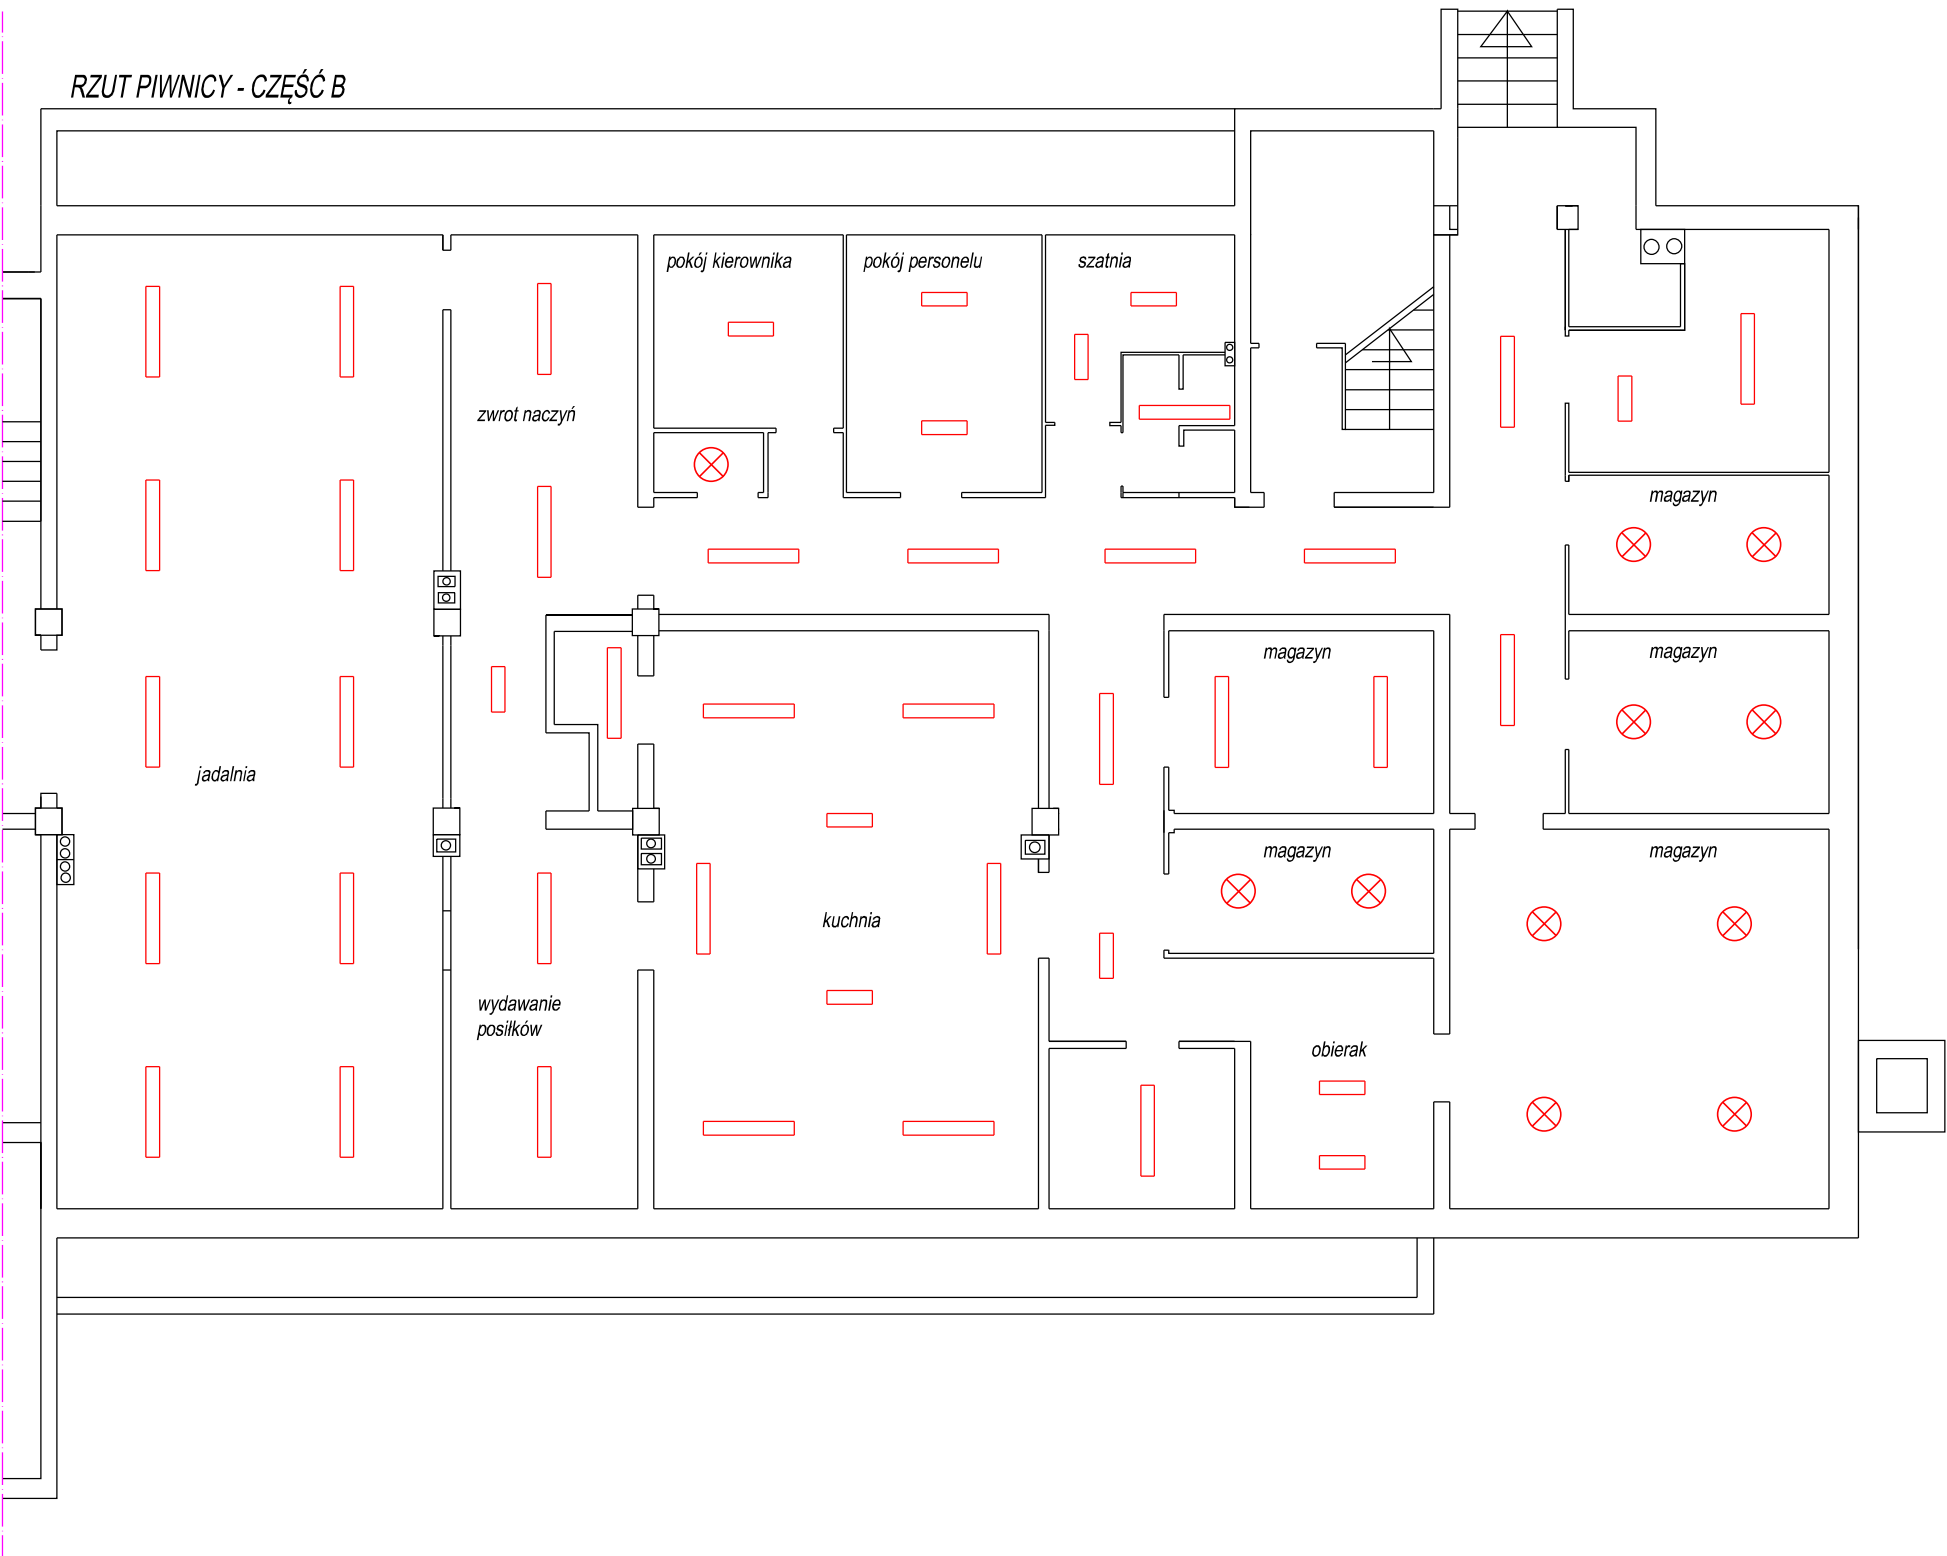 RZUT PIWNICY - CZĘŚĆ B
pokój kierownika
pokój personelu
szatnia
zwrot naczyń
magazyn
magazyn
magazyn
jadalnia
magazyn
magazyn
kuchnia
wydawanie
posiłków
obierak